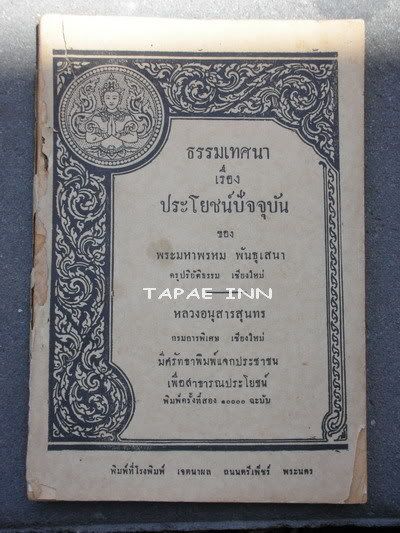 ธรรมเทศนา
เรื่อง
ประโยชน์ปัจจุบัน
ของ
พระมหาพรหม พันธุเสนา
ครูปริยัติธรรม เชียงใหม่
TAPAE INN
หลวงอนุสารสุนทร
กรมการพิเศษ เชียงใหม่
มีศรัทธาพิมพ์แจกประชาชน
เพื่อสาธารณประโยชน์
พิมพ์ครั้งที่สอง ๑๐๐๐๐ ฉะบับ
พิมพ์ที่โรงพิมพ์ เจตนาผล ถนนตรีเพ็ชร์ พระนคร